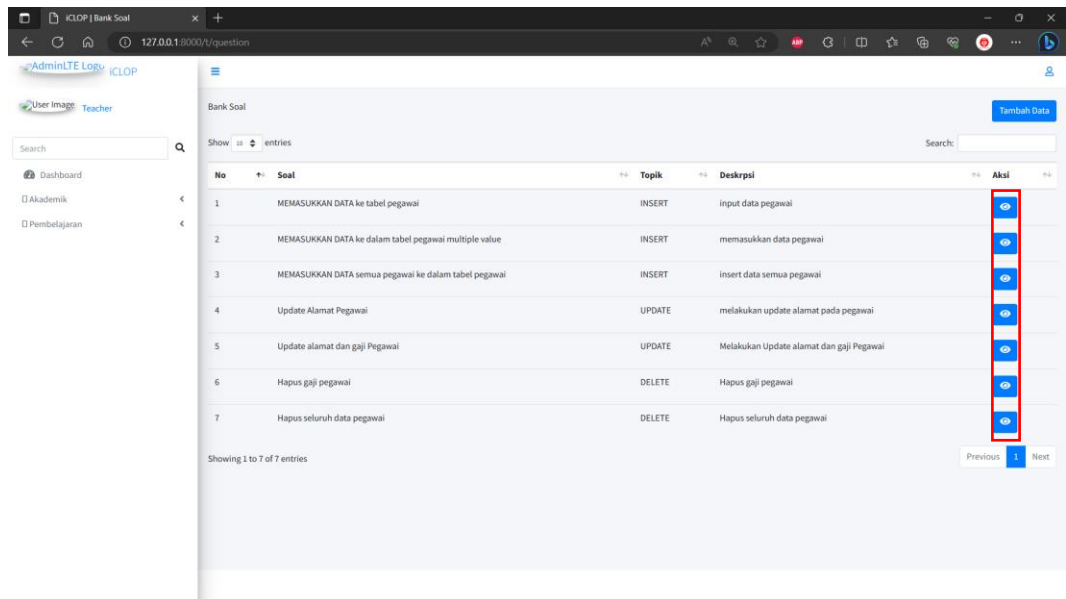 iCLOP | Bank Soal
127.0.0.1:8000/t/question
AdminLTE Logo iCLOP
User Image Teacher
Bank Soal
Tambah Data
Search
Show 10 entries
Search:
Dashboard
Akademik
Pembelajaran
No Soal Topik Deskrpsi Aksi
1 MEMASUKKAN DATA ke tabel pegawai INSERT input data pegawai
2 MEMASUKKAN DATA ke dalam tabel pegawai multiple value INSERT memasukkan data pegawai
3 MEMASUKKAN DATA semua pegawai ke dalam tabel pegawai INSERT insert data semua pegawai
4 Update Alamat Pegawai UPDATE melakukan update alamat pada pegawai
5 Update alamat dan gaji Pegawai UPDATE Melakukan Update alamat dan gaji Pegawai
6 Hapus gaji pegawai DELETE Hapus gaji pegawai
7 Hapus seluruh data pegawai DELETE Hapus seluruh data pegawai
Showing 1 to 7 of 7 entries
Previous 1 Next
ABP